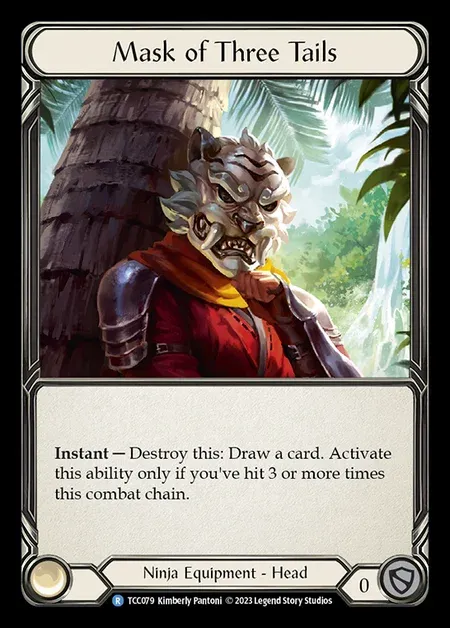 Mask of Three Tails
Instant — Destroy this: Draw a card. Activate
this ability only if you've hit 3 or more times
this combat chain.
Ninja Equipment - Head
0
R TCC079 Kimberly Pantoni © 2023 Legend Story Studios